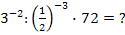 3⁻² : (1/2)⁻³ · 72 = ?